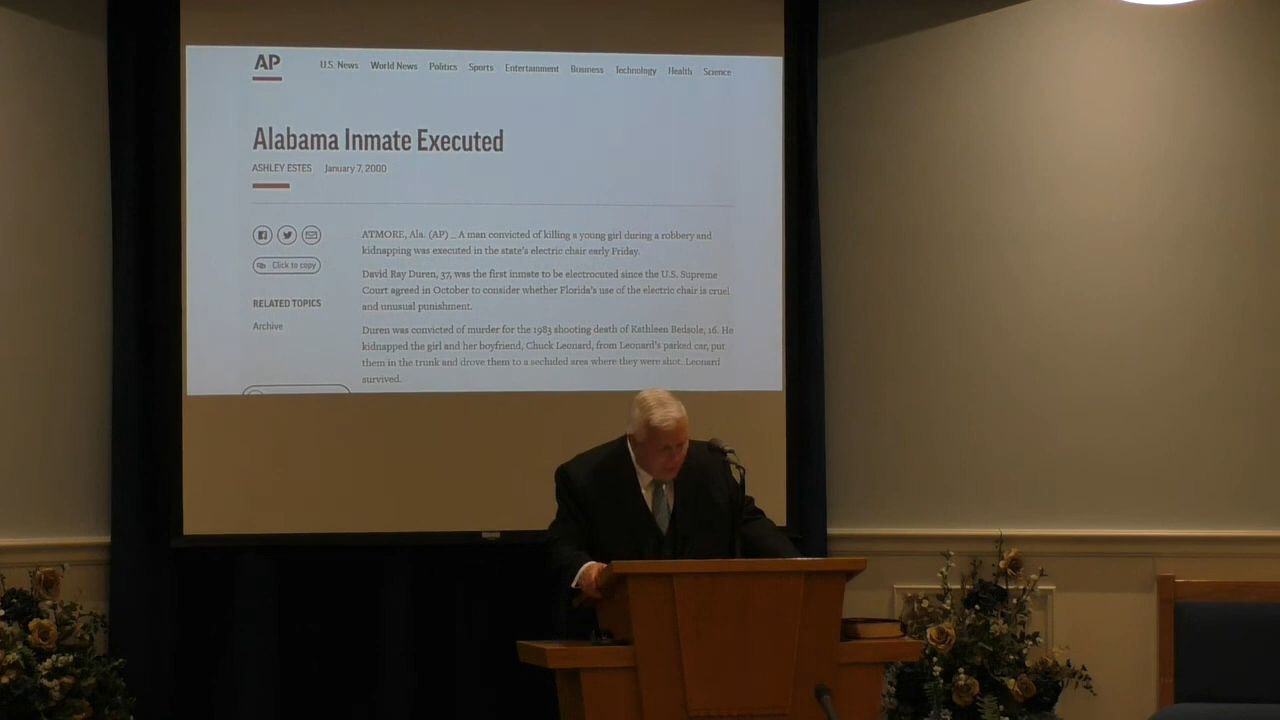 AP
U.S. News World News Politics Sports Entertainment Business Technology Health Science
Alabama Inmate Executed
ASHLEY ESTES January 7, 2000
ATMORE, Ala. (AP) _ A man convicted of killing a young girl during a robbery and
kidnapping was executed in the state's electric chair early Friday.
Click to copy
David Ray Duren, 37, was the first inmate to be electrocuted since the U.S. Supreme
Court agreed in October to consider whether Florida's use of the electric chair is cruel
and unusual punishment.
RELATED TOPICS
Archive
Duren was convicted of murder for the 1983 shooting death of Kathleen Bedsole, 16. He
kidnapped the girl and her boyfriend, Chuck Leonard, from Leonard's parked car, put
them in the trunk and drove them to a secluded area where they were shot. Leonard
survived.